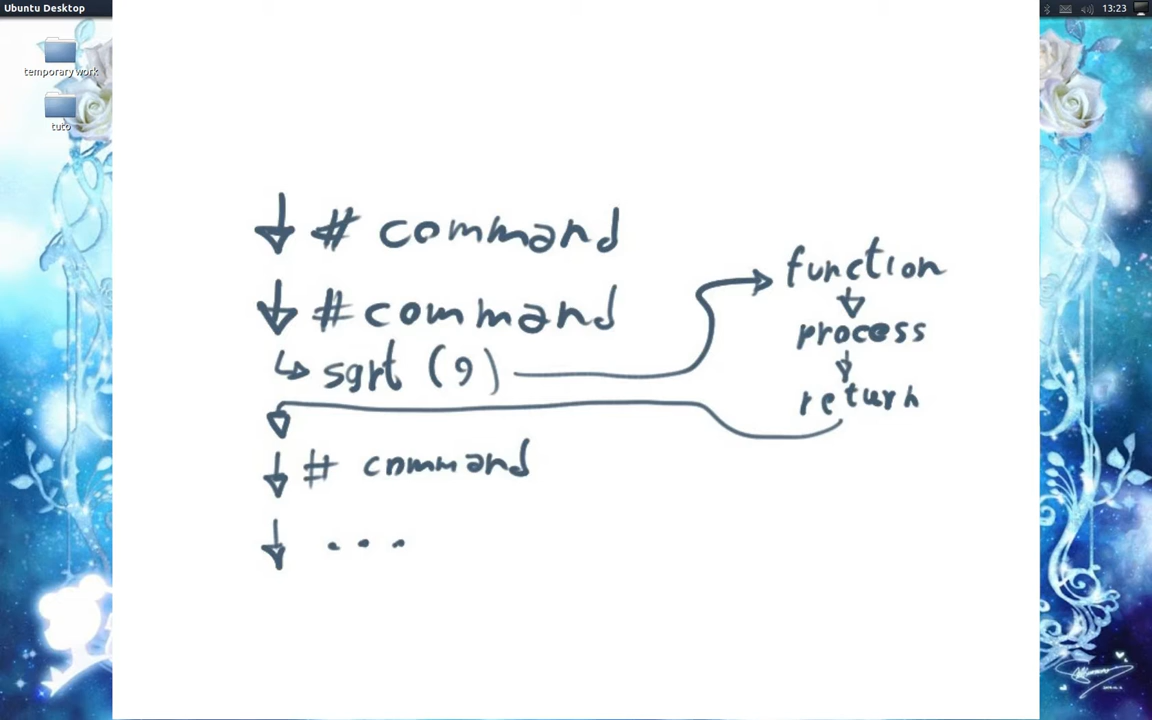 Ubuntu Desktop
13:23
temporary work
tuto
# command
# command
sqrt (9)
# command
...
function
process
return